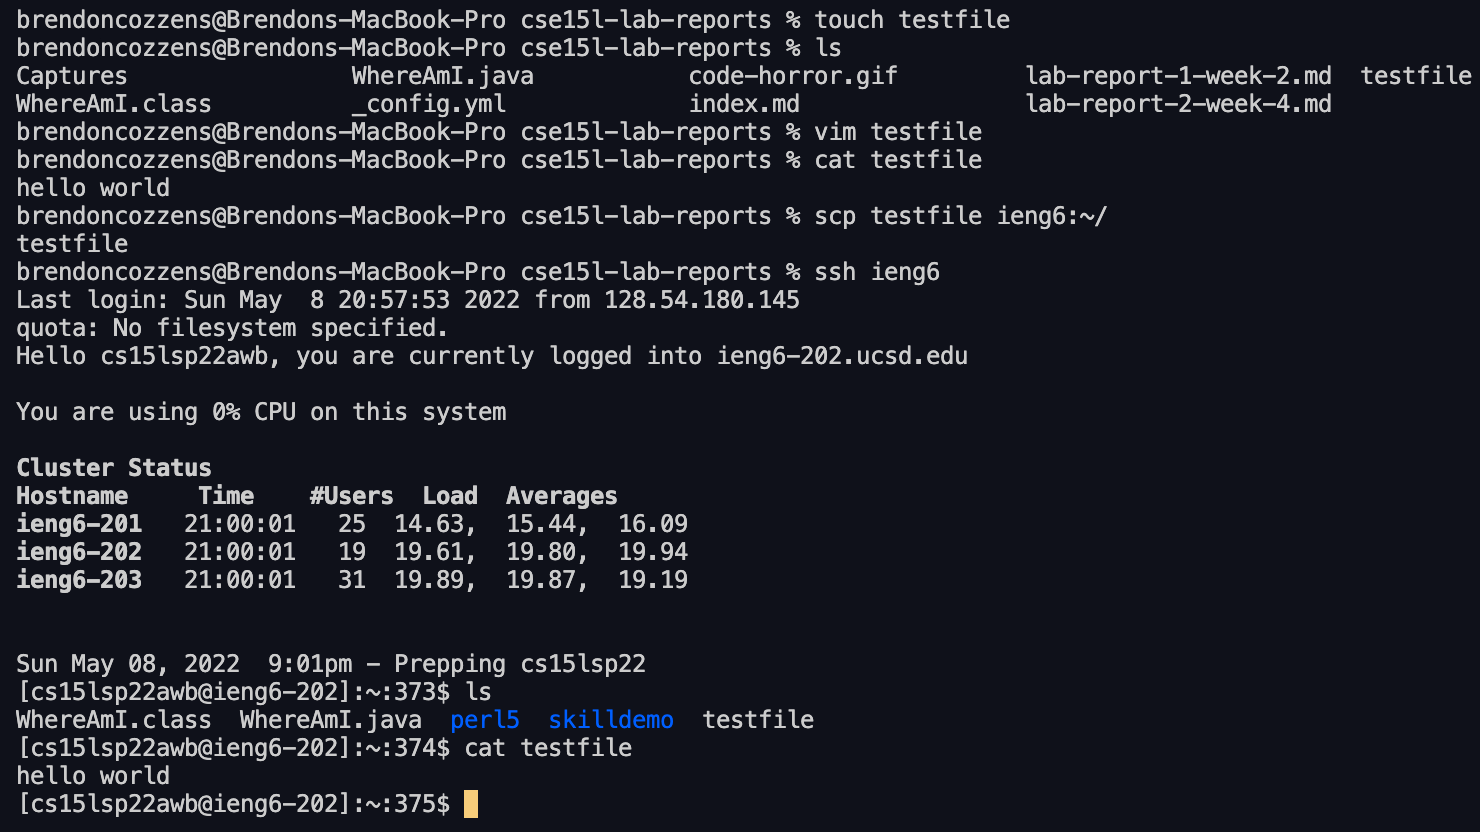 brendoncozzens@Brendons-MacBook-Pro cse15l-lab-reports % touch testfile
brendoncozzens@Brendons-MacBook-Pro cse15l-lab-reports % ls
Captures                WhereAmI.java           code-horror.gif         lab-report-1-week-2.md  testfile
WhereAmI.class          _config.yml             index.md                lab-report-2-week-4.md
brendoncozzens@Brendons-MacBook-Pro cse15l-lab-reports % vim testfile
brendoncozzens@Brendons-MacBook-Pro cse15l-lab-reports % cat testfile
hello world
brendoncozzens@Brendons-MacBook-Pro cse15l-lab-reports % scp testfile ieng6:~/
testfile
brendoncozzens@Brendons-MacBook-Pro cse15l-lab-reports % ssh ieng6
Last login: Sun May  8 20:57:53 2022 from 128.54.180.145
quota: No filesystem specified.
Hello cs15lsp22awb, you are currently logged into ieng6-202.ucsd.edu
You are using 0% CPU on this system
Cluster Status
Hostname     Time    #Users  Load  Averages
ieng6-201   21:00:01   25  14.63,  15.44,  16.09
ieng6-202   21:00:01   19  19.61,  19.80,  19.94
ieng6-203   21:00:01   31  19.89,  19.87,  19.19
Sun May 08, 2022  9:01pm - Prepping cs15lsp22
[cs15lsp22awb@ieng6-202]:~:373$ ls
WhereAmI.class  WhereAmI.java  perl5  skilldemo  testfile
[cs15lsp22awb@ieng6-202]:~:374$ cat testfile
hello world
[cs15lsp22awb@ieng6-202]:~:375$